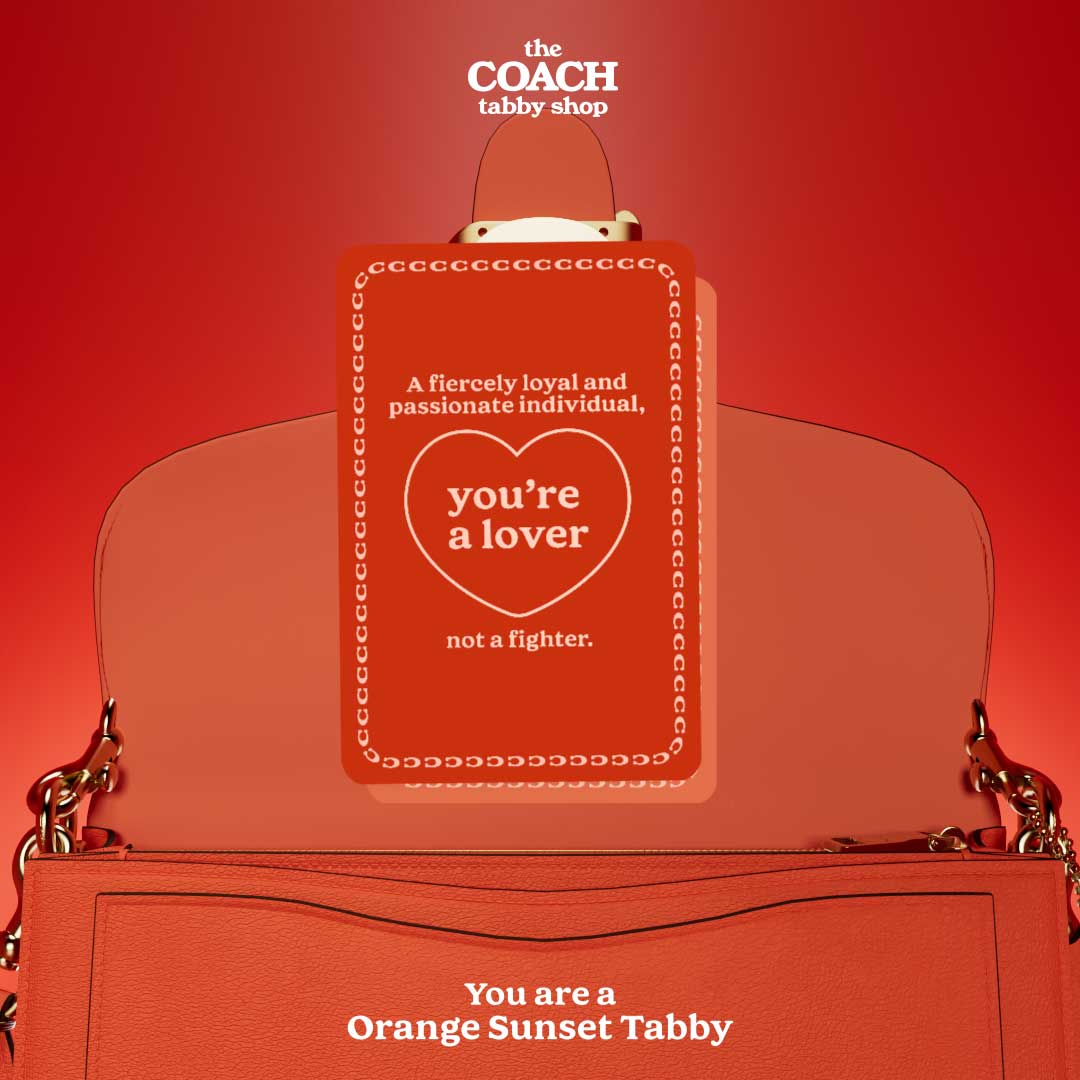 the
COACH
tabby shop
A fiercely loyal and
passionate individual,
you're
a lover
not a fighter.
You are a
Orange Sunset Tabby